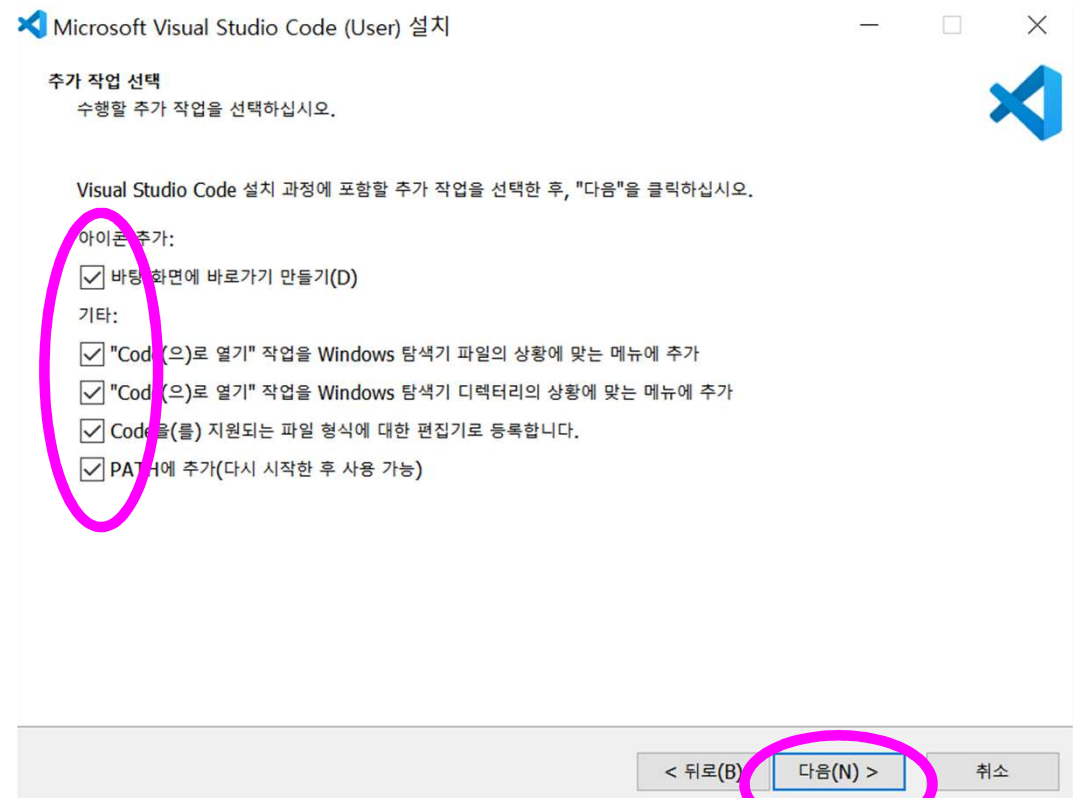 Microsoft Visual Studio Code (User) 설치
추가 작업 선택
수행할 추가 작업을 선택하십시오.
Visual Studio Code 설치 과정에 포함할 추가 작업을 선택한 후, "다음"을 클릭하십시오.
아이콘 추가:
바탕 화면에 바로가기 만들기(D)
기타:
"Code(으)로 열기" 작업을 Windows 탐색기 파일의 상황에 맞는 메뉴에 추가
"Code(으)로 열기" 작업을 Windows 탐색기 디렉터리의 상황에 맞는 메뉴에 추가
Code을(를) 지원되는 파일 형식에 대한 편집기로 등록합니다.
PATH에 추가(다시 시작한 후 사용 가능)
< 뒤로(B) 다음(N) > 취소